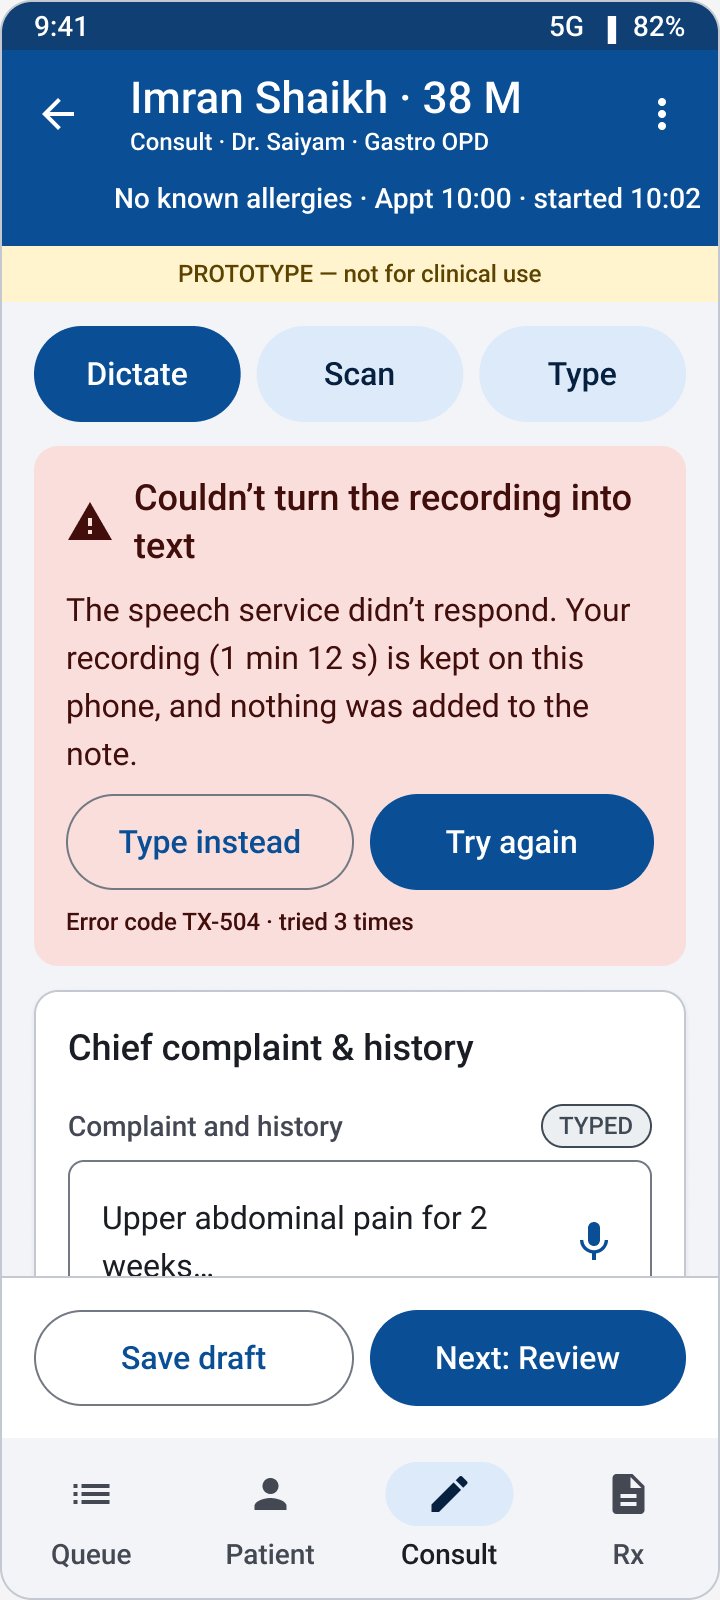 9:41 5G 82%
Imran Shaikh · 38 M
Consult · Dr. Saiyam · Gastro OPD
No known allergies · Appt 10:00 · started 10:02
PROTOTYPE — not for clinical use
Dictate Scan Type
Couldn’t turn the recording into
text
The speech service didn’t respond. Your
recording (1 min 12 s) is kept on this
phone, and nothing was added to the
note.
Type instead Try again
Error code TX-504 · tried 3 times
Chief complaint & history
Complaint and history TYPED
Upper abdominal pain for 2
weeks...
Save draft Next: Review
Queue Patient Consult Rx